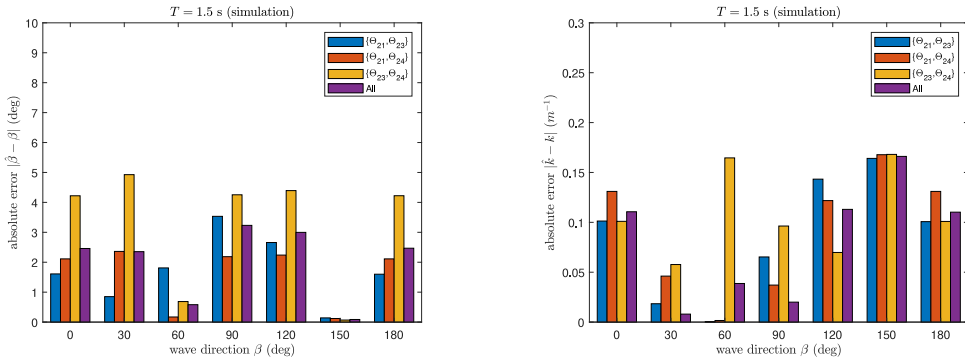 T = 1.5 s (simulation)
absolute error |β̂ − β| (deg)
10
9
8
7
6
5
4
3
2
1
0
{Θ21,Θ23}
{Θ21,Θ24}
{Θ23,Θ24}
All
0 30 60 90 120 150 180
wave direction β (deg)
T = 1.5 s (simulation)
absolute error |k̂ − k| (m⁻¹)
0.3
0.25
0.2
0.15
0.1
0.05
0
{Θ21,Θ23}
{Θ21,Θ24}
{Θ23,Θ24}
All
0 30 60 90 120 150 180
wave direction β (deg)